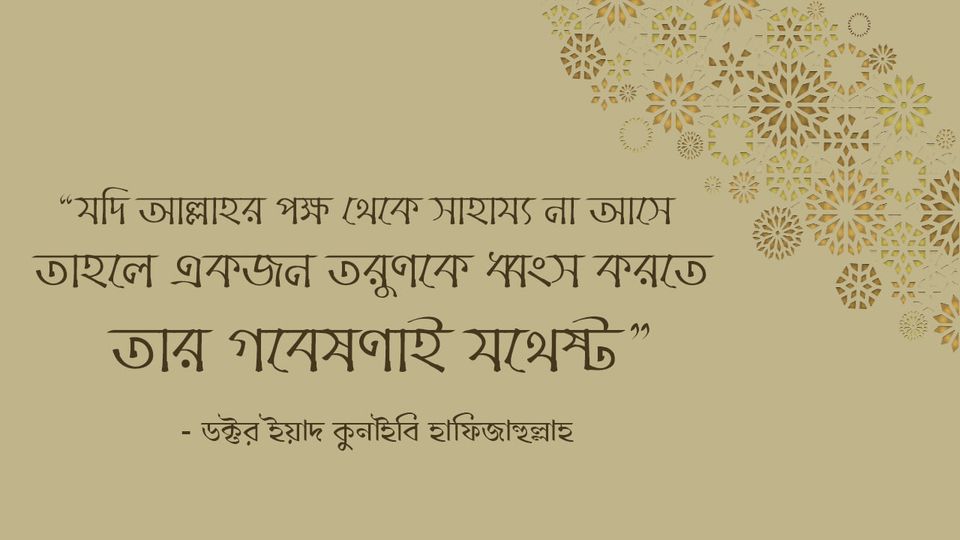 “যদি আল্লাহর পক্ষ থেকে সাহায্য না আসে
তাহলে একজন তরুণকে ধ্বংস করতে
তার গবেষণাই যথেষ্ট”
- ডক্টর ইয়াদ কুনাইবি হাফিজাহুল্লাহ